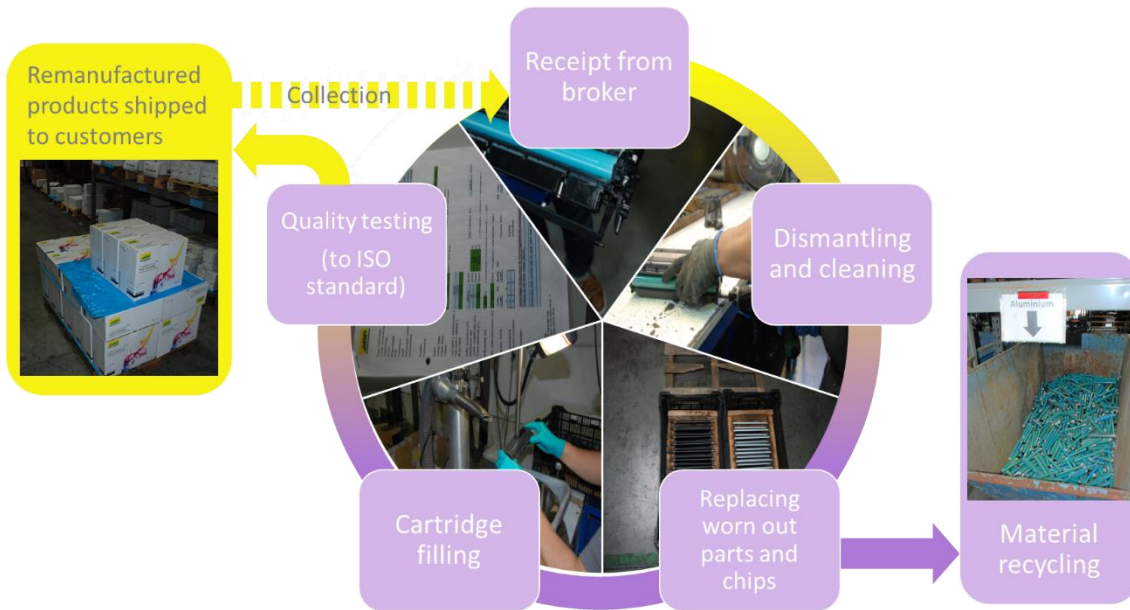 Remanufactured
products shipped
to customers
Collection
Receipt from
broker
Dismantling
and cleaning
Aluminium
Material
recycling
Replacing
worn out
parts and
chips
Cartridge
filling
Quality testing
(to ISO
standard)